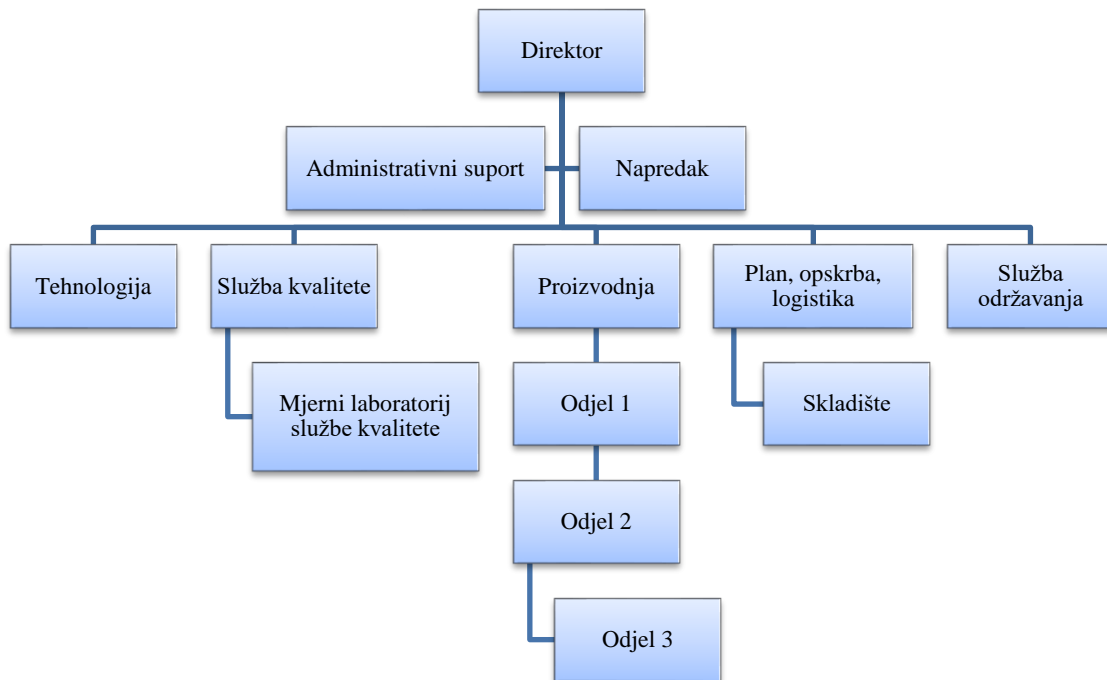 Direktor
Administrativni suport
Napredak
Tehnologija
Služba kvalitete
Proizvodnja
Plan, opskrba,
logistika
Služba
održavanja
Mjerni laboratorij
službe kvalitete
Odjel 1
Skladište
Odjel 2
Odjel 3